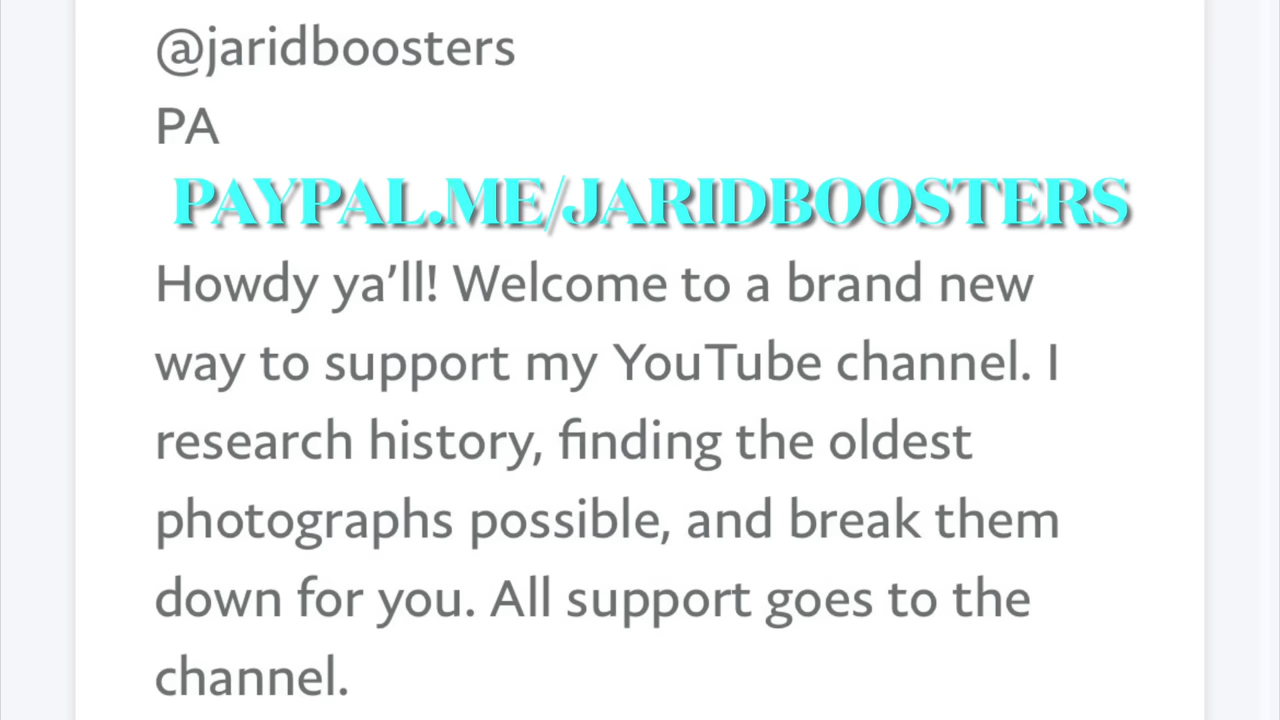 @jaridboosters
PA
PAYPAL.ME/JARIDBOOSTERS
Howdy ya’ll! Welcome to a brand new
way to support my YouTube channel. I
research history, finding the oldest
photographs possible, and break them
down for you. All support goes to the
channel.